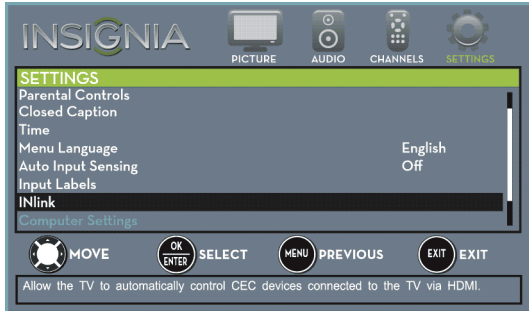 INSIGNIA
PICTURE AUDIO CHANNELS SETTINGS
SETTINGS
Parental Controls
Closed Caption
Time
Menu Language English
Auto Input Sensing Off
Input Labels
INlink
Computer Settings
MOVE OK ENTER SELECT MENU PREVIOUS EXIT EXIT
Allow the TV to automatically control CEC devices connected to the TV via HDMI.